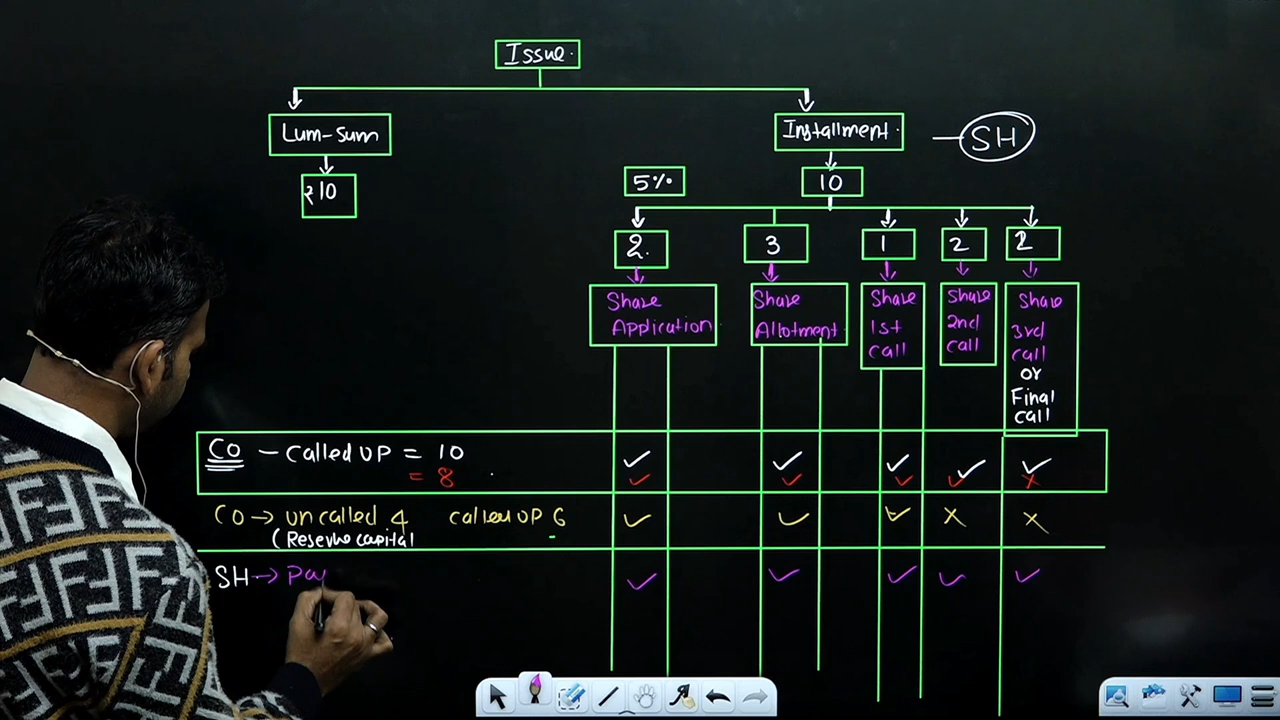 Issue.
Lum-Sum
Installment.
SH
₹10
5%
10
2.
3
1
2
2
Share
Application
Share
Allotment
Share
1st
call
Share
2nd
call
Share
3rd
call
or
Final
call
CO - called UP = 10
= 8
CO → uncalled 4 called UP 6
(Reserve capital
SH → Pay